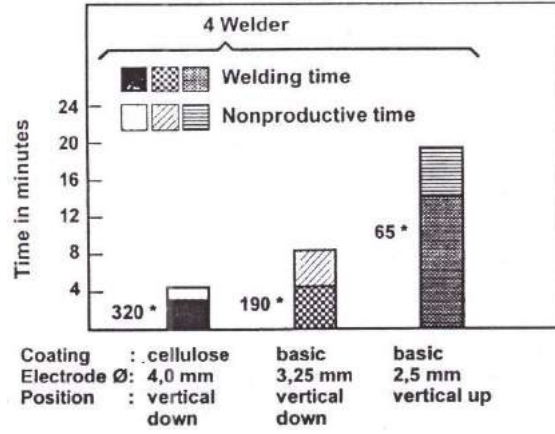 4 Welder
Welding time
Nonproductive time
24
20
16
12
8
4
Time in minutes
320 *
190 *
65 *
Coating : cellulose basic basic
Electrode Ø: 4,0 mm 3,25 mm 2,5 mm
Position : vertical vertical vertical up
down down